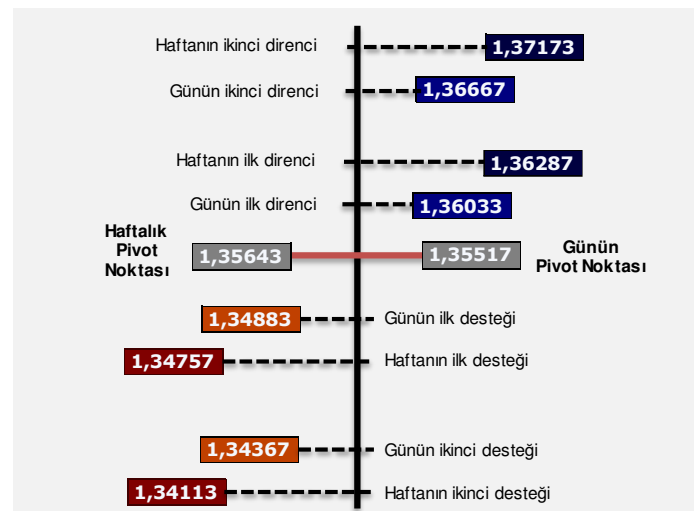 Haftanın ikinci direnci 1,37173
Günün ikinci direnci 1,36667
Haftanın ilk direnci 1,36287
Günün ilk direnci 1,36033
Haftalık
Pivot
Noktası
1,35643 1,35517
Günün
Pivot Noktası
1,34883 Günün ilk desteği
1,34757 Haftanın ilk desteği
1,34367 Günün ikinci desteği
1,34113 Haftanın ikinci desteği